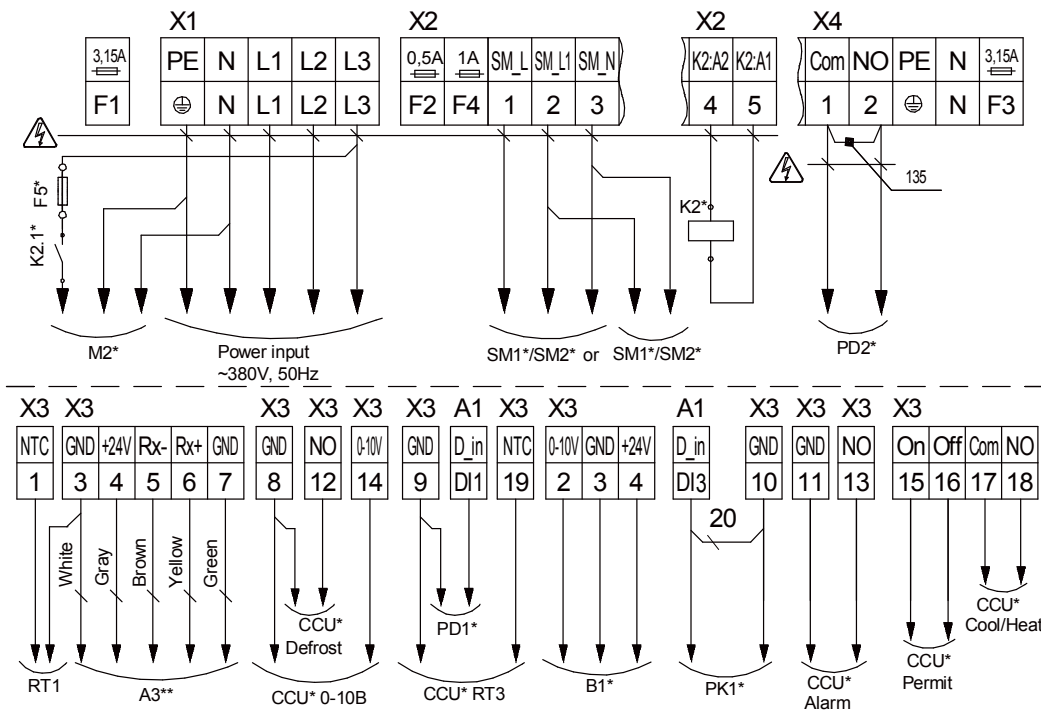 X1 X2 X2 X4
3,15A PE N L1 L2 L3 0,5A 1A SM_L SM_L1 SM_N K2:A2 K2:A1 Com NO PE N 3,15A
F1 N L1 L2 L3 F2 F4 1 2 3 4 5 1 2 N F3
135
F5*
K2*
K2.1*
M2* Power input SM1*/SM2* or SM1*/SM2* PD2*
~380V, 50Hz
X3 X3 X3 X3 X3 X3 A1 X3 X3 A1 X3 X3 X3 X3
NTC GND +24V Rx- Rx+ GND GND NO 0-10V GND D_in NTC 0-10V GND +24V D_in GND GND NO On Off Com NO
1 3 4 5 6 7 8 12 14 9 DI1 19 2 3 4 DI3 10 11 13 15 16 17 18
20
White Gray Brown Yellow Green
CCU* PD1* CCU*
Defrost Cool/Heat
RT1 A3** CCU* 0-10B CCU* RT3 B1* PK1* CCU* CCU*
Alarm Permit